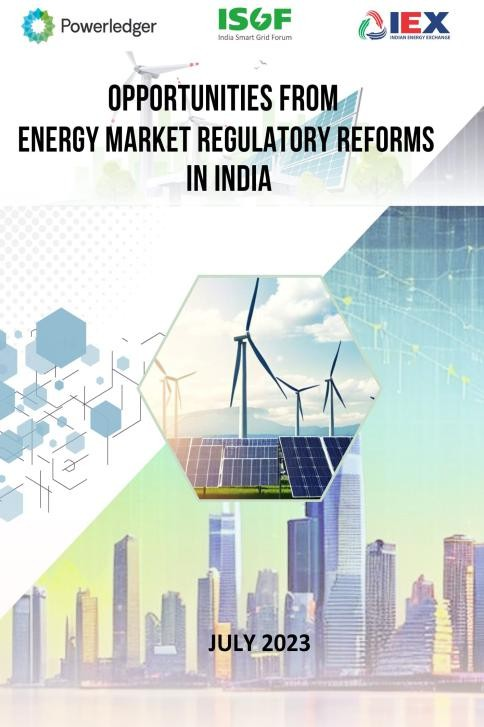 Powerledger
ISGF
India Smart Grid Forum
IEX
INDIAN ENERGY EXCHANGE
OPPORTUNITIES FROM
ENERGY MARKET REGULATORY REFORMS
IN INDIA
JULY 2023